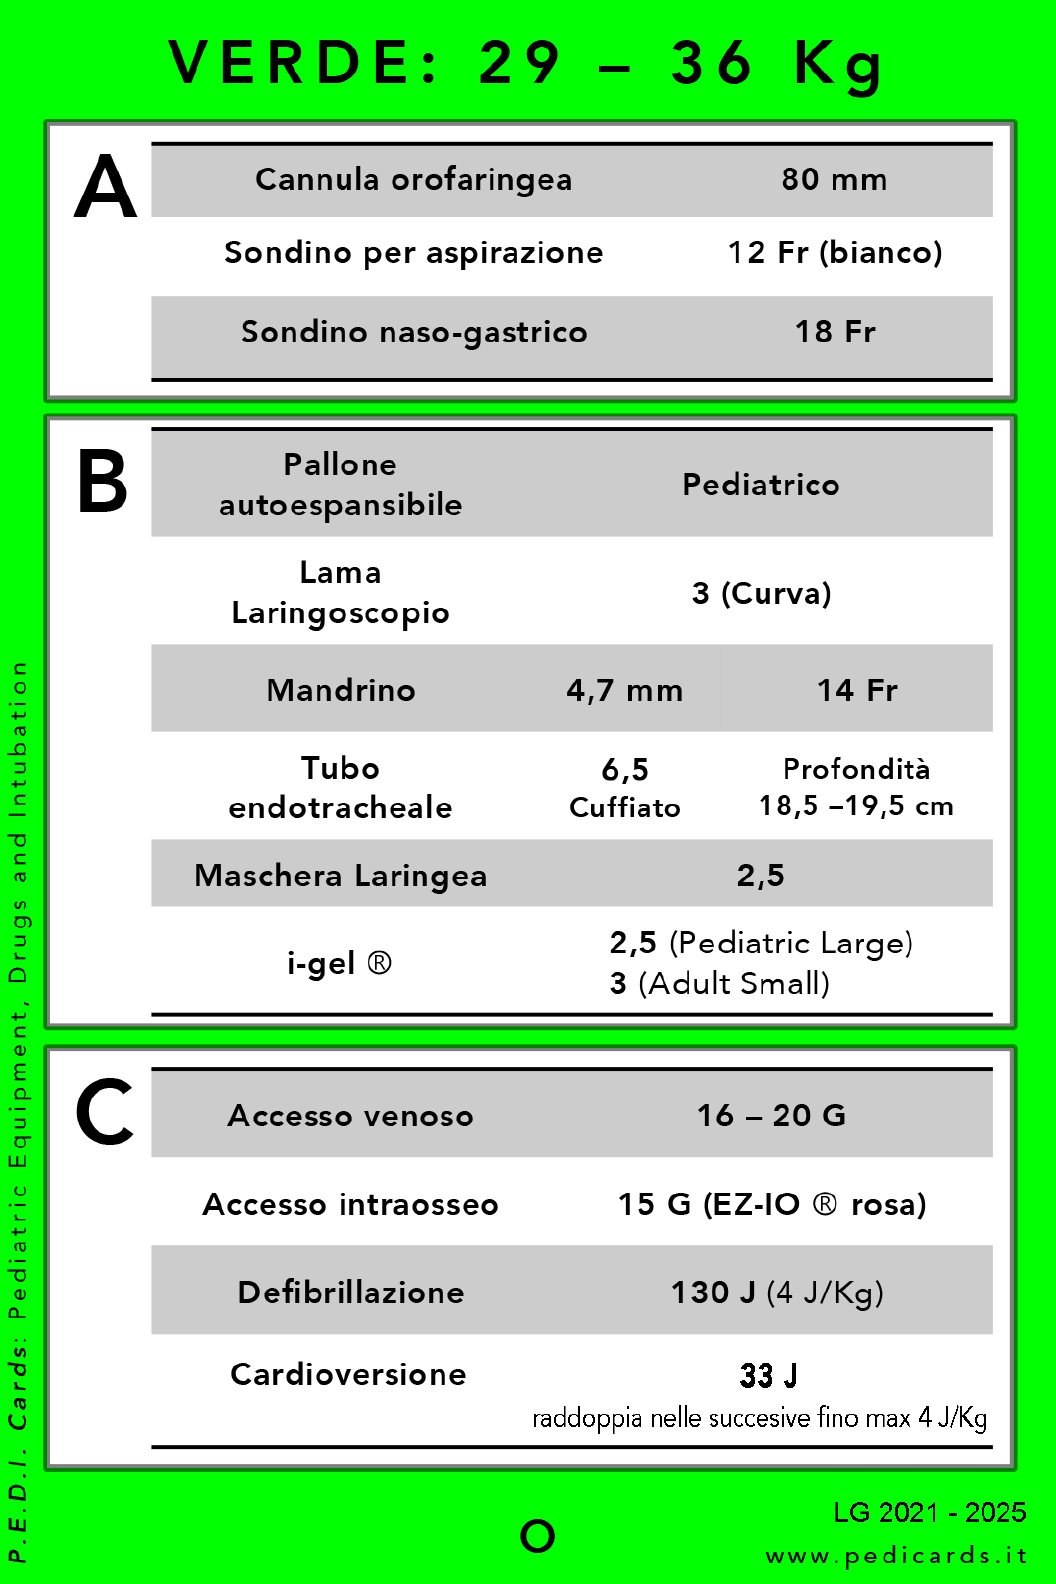 VERDE: 29 – 36 Kg
A
Cannula orofaringea 80 mm
Sondino per aspirazione 12 Fr (bianco)
Sondino naso-gastrico 18 Fr
B
Pallone
autoespansibile
Pediatrico
Lama
Laringoscopio
3 (Curva)
Mandrino 4,7 mm 14 Fr
Tubo
endotracheale
6,5
Cuffiato
Profondità
18,5 –19,5 cm
Maschera Laringea 2,5
i-gel ®
2,5 (Pediatric Large)
3 (Adult Small)
C
Accesso venoso 16 – 20 G
Accesso intraosseo 15 G (EZ-IO ® rosa)
Defibrillazione 130 J (4 J/Kg)
Cardioversione 33 J
raddoppia nelle succesive fino max 4 J/Kg
LG 2021 - 2025
www.pedicards.it
P.E.D.I. Cards: Pediatric Equipment, Drugs and Intubation